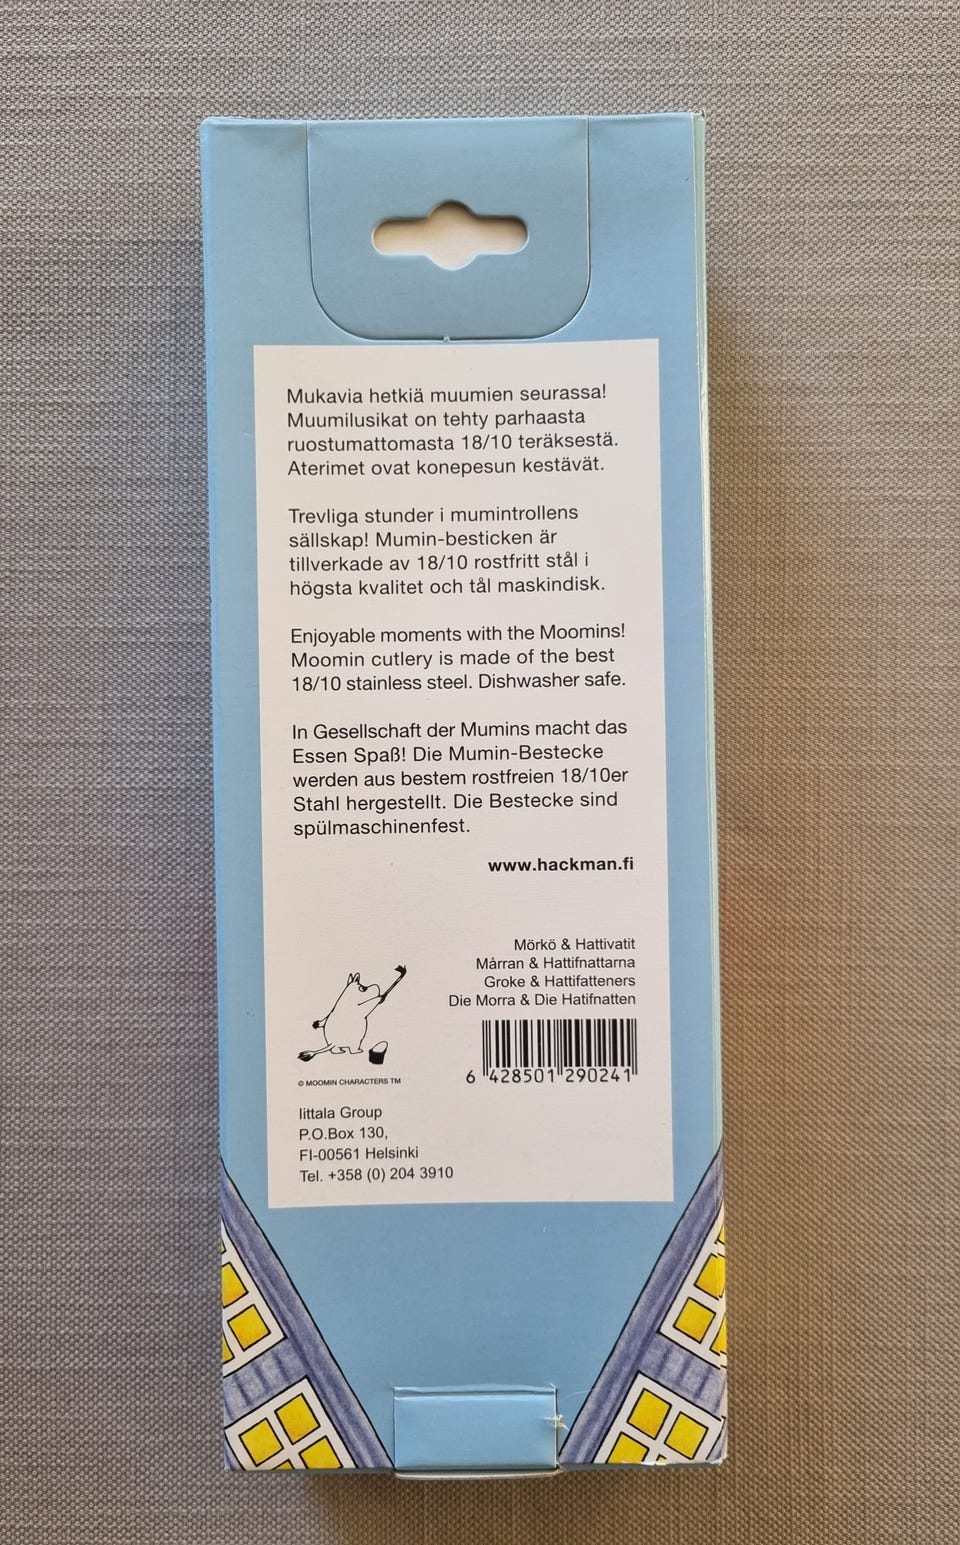 Mukavia hetkiä muumien seurassa!
Muumilusikat on tehty parhaasta
ruostumattomasta 18/10 teräksestä.
Aterimet ovat konepesun kestävät.
Trevliga stunder i mumintrollens
sällskap! Mumin-besticken är
tillverkade av 18/10 rostfritt stål i
högsta kvalitet och tål maskindisk.
Enjoyable moments with the Moomins!
Moomin cutlery is made of the best
18/10 stainless steel. Dishwasher safe.
In Gesellschaft der Mumins macht das
Essen Spaß! Die Mumin-Bestecke
werden aus bestem rostfreien 18/10er
Stahl hergestellt. Die Bestecke sind
spülmaschinenfest.
www.hackman.fi
Mörkö & Hattivatit
Mårran & Hattifnattarna
Groke & Hattifatteners
Die Morra & Die Hatifnatten
6 428501 290241
© MOOMIN CHARACTERS TM
Iittala Group
P.O.Box 130,
FI-00561 Helsinki
Tel. +358 (0) 204 3910